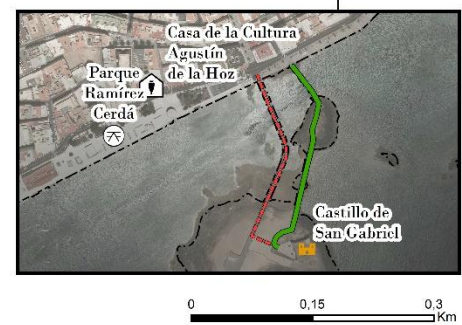 Casa de la Cultura
Agustín
de la Hoz
Parque
Ramírez
Cerdá
Castillo de
San Gabriel
0 0,15 0,3
Km